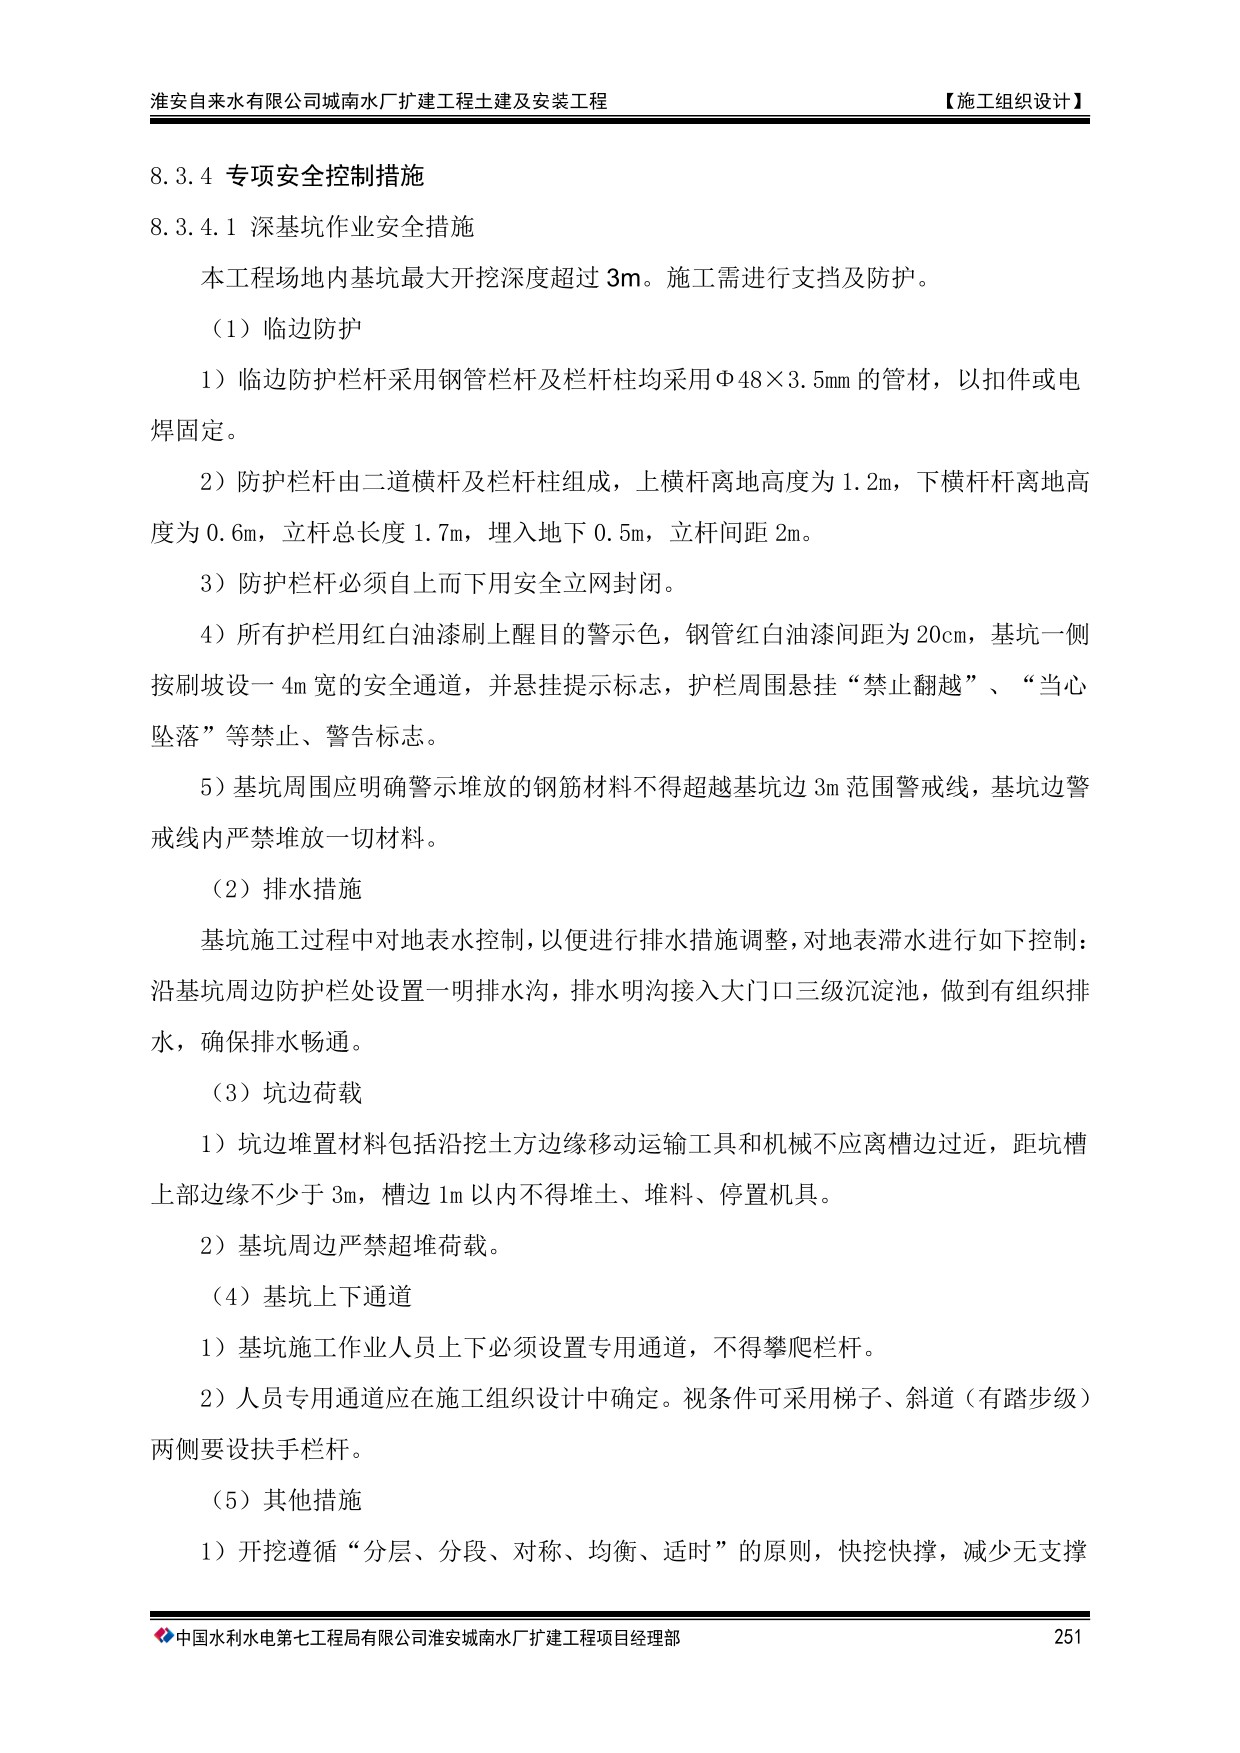 淮安自来水有限公司城南水厂扩建工程土建及安装工程 【施工组织设计】
8.3.4 专项安全控制措施
8.3.4.1 深基坑作业安全措施
本工程场地内基坑最大开挖深度超过 3m。施工需进行支挡及防护。
（1）临边防护
1）临边防护栏杆采用钢管栏杆及栏杆柱均采用Φ48×3.5mm 的管材，以扣件或电
焊固定。
2）防护栏杆由二道横杆及栏杆柱组成，上横杆离地高度为 1.2m，下横杆杆离地高
度为 0.6m，立杆总长度 1.7m，埋入地下 0.5m，立杆间距 2m。
3）防护栏杆必须自上而下用安全立网封闭。
4）所有护栏用红白油漆刷上醒目的警示色，钢管红白油漆间距为 20cm，基坑一侧
按刷坡设一 4m 宽的安全通道，并悬挂提示标志，护栏周围悬挂“禁止翻越”、“当心
坠落”等禁止、警告标志。
5）基坑周围应明确警示堆放的钢筋材料不得超越基坑边 3m 范围警戒线，基坑边警
戒线内严禁堆放一切材料。
（2）排水措施
基坑施工过程中对地表水控制，以便进行排水措施调整，对地表滞水进行如下控制：
沿基坑周边防护栏处设置一明排水沟，排水明沟接入大门口三级沉淀池，做到有组织排
水，确保排水畅通。
（3）坑边荷载
1）坑边堆置材料包括沿挖土方边缘移动运输工具和机械不应离槽边过近，距坑槽
上部边缘不少于 3m，槽边 1m 以内不得堆土、堆料、停置机具。
2）基坑周边严禁超堆荷载。
（4）基坑上下通道
1）基坑施工作业人员上下必须设置专用通道，不得攀爬栏杆。
2）人员专用通道应在施工组织设计中确定。视条件可采用梯子、斜道（有踏步级）
两侧要设扶手栏杆。
（5）其他措施
1）开挖遵循“分层、分段、对称、均衡、适时”的原则，快挖快撑，减少无支撑
中国水利水电第七工程局有限公司淮安城南水厂扩建工程项目经理部 251